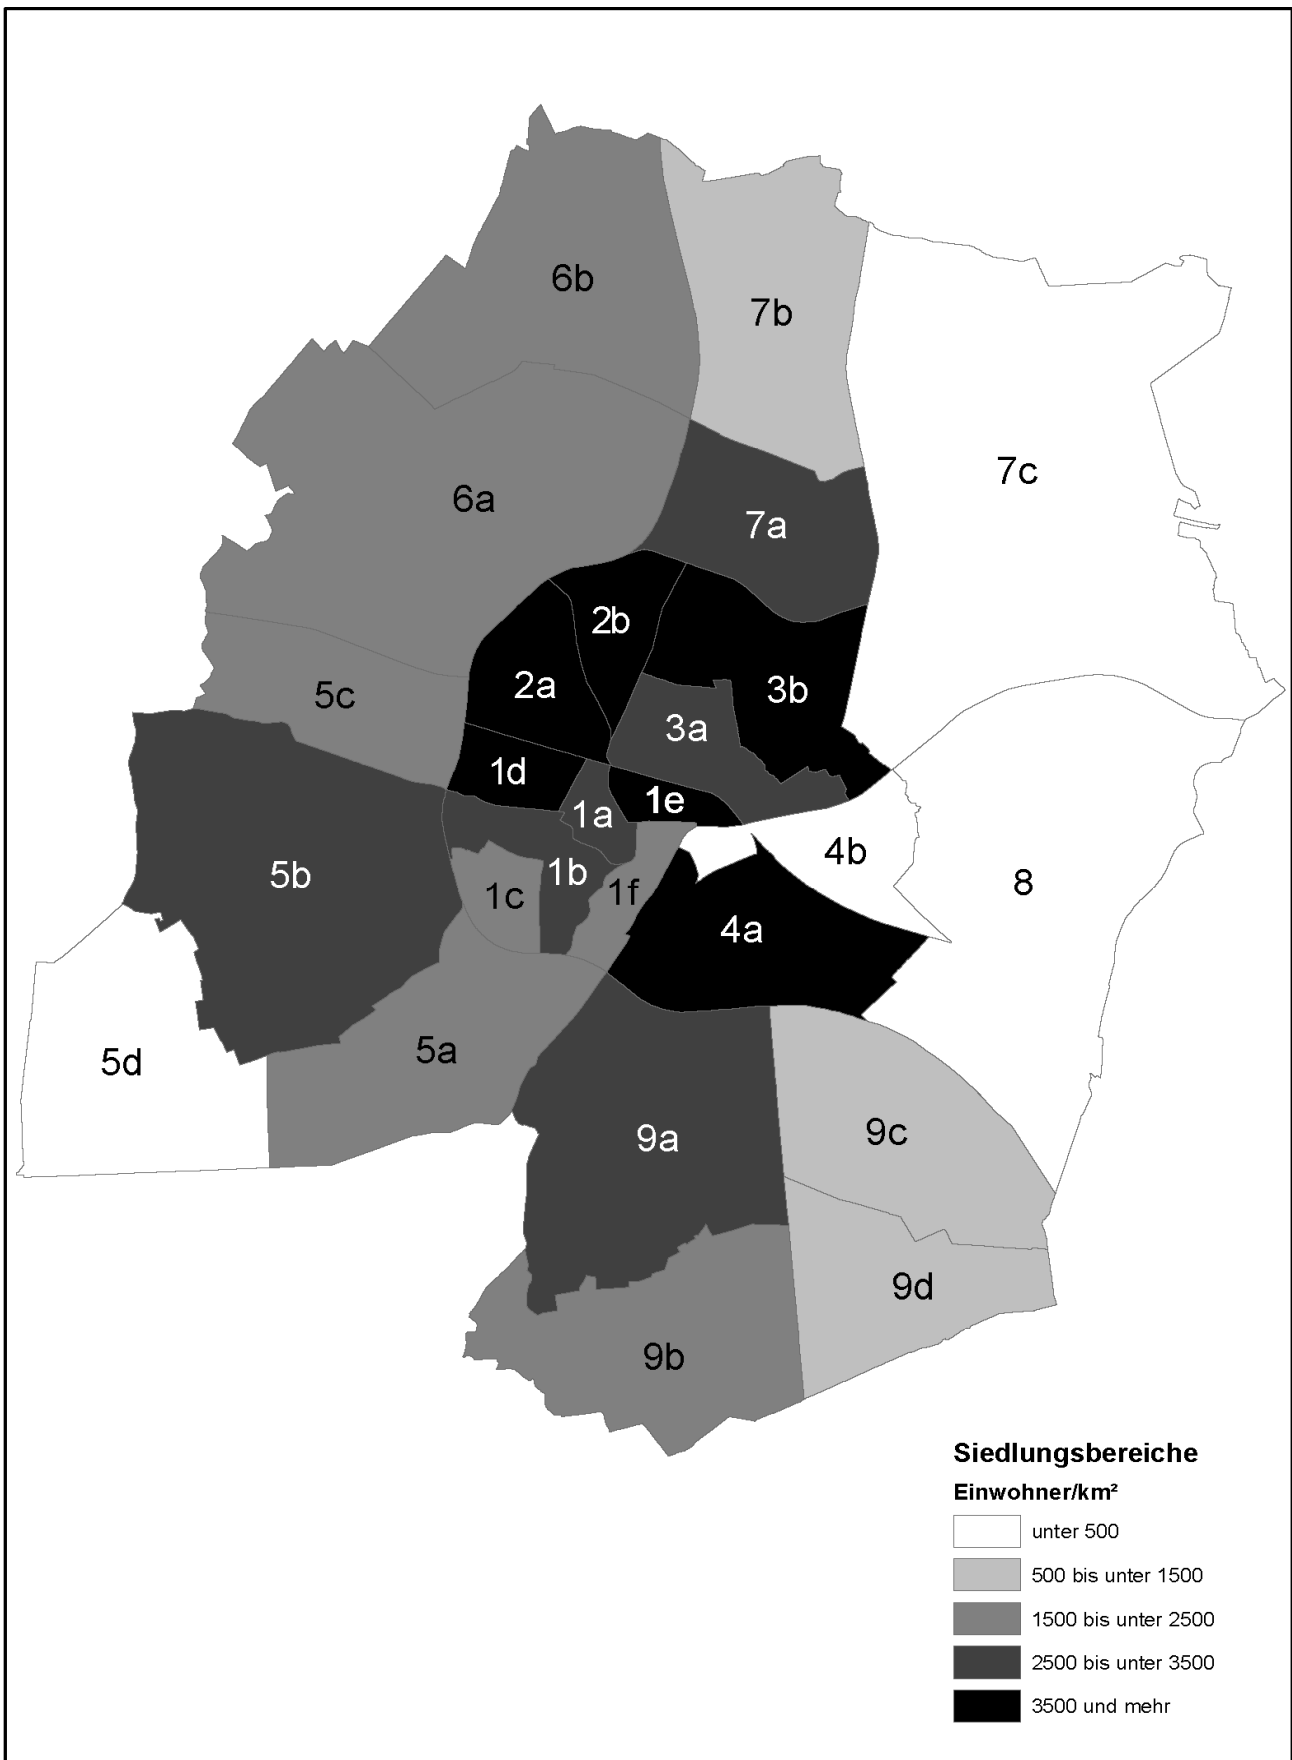 6b
7b
7c
6a
7a
2b
2a
3b
5c
3a
1d
1e
1a
4b
5b
1b
8
1c
1f
4a
5a
5d
9c
9a
9d
9b
Siedlungsbereiche
Einwohner/km²
unter 500
500 bis unter 1500
1500 bis unter 2500
2500 bis unter 3500
3500 und mehr